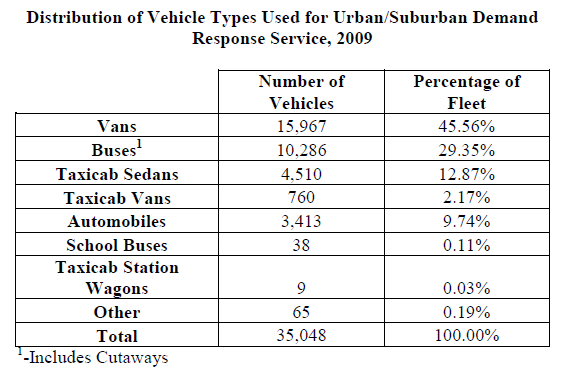 Distribution of Vehicle Types Used for Urban/Suburban Demand
Response Service, 2009
Number of Vehicles Percentage of Fleet
Vans 15,967 45.56%
Buses1 10,286 29.35%
Taxicab Sedans 4,510 12.87%
Taxicab Vans 760 2.17%
Automobiles 3,413 9.74%
School Buses 38 0.11%
Taxicab Station Wagons 9 0.03%
Other 65 0.19%
Total 35,048 100.00%
1-Includes Cutaways